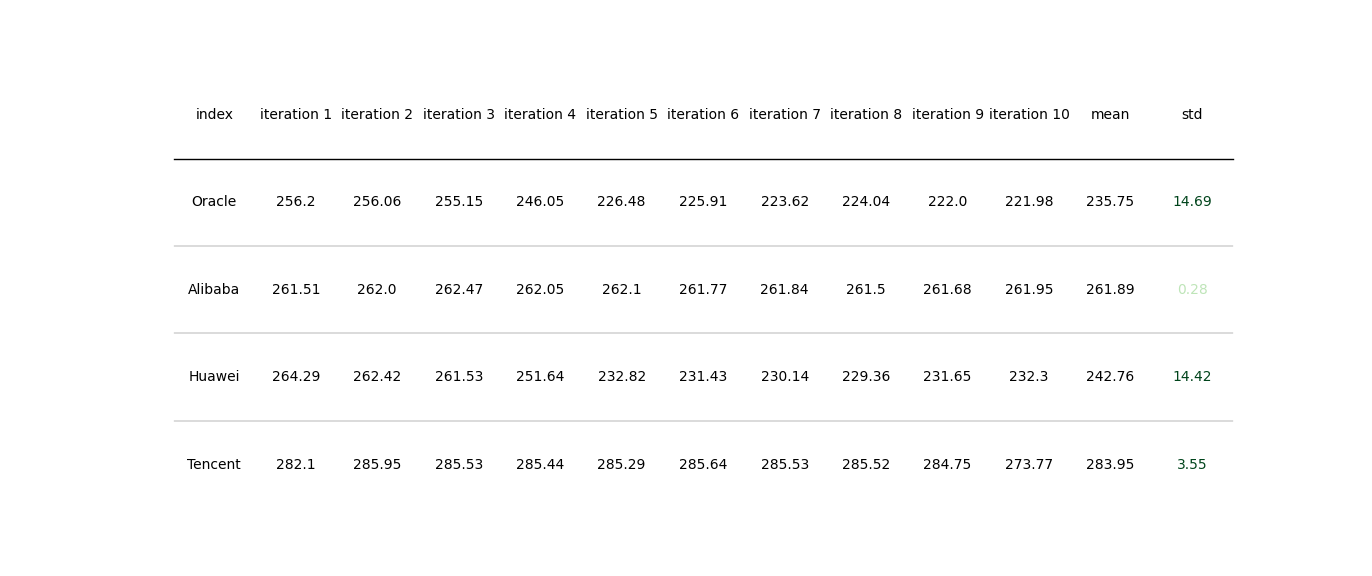 index iteration 1 iteration 2 iteration 3 iteration 4 iteration 5 iteration 6 iteration 7 iteration 8 iteration 9 iteration 10 mean std
Oracle 256.2 256.06 255.15 246.05 226.48 225.91 223.62 224.04 222.0 221.98 235.75 14.69
Alibaba 261.51 262.0 262.47 262.05 262.1 261.77 261.84 261.5 261.68 261.95 261.89 0.28
Huawei 264.29 262.42 261.53 251.64 232.82 231.43 230.14 229.36 231.65 232.3 242.76 14.42
Tencent 282.1 285.95 285.53 285.44 285.29 285.64 285.53 285.52 284.75 273.77 283.95 3.55